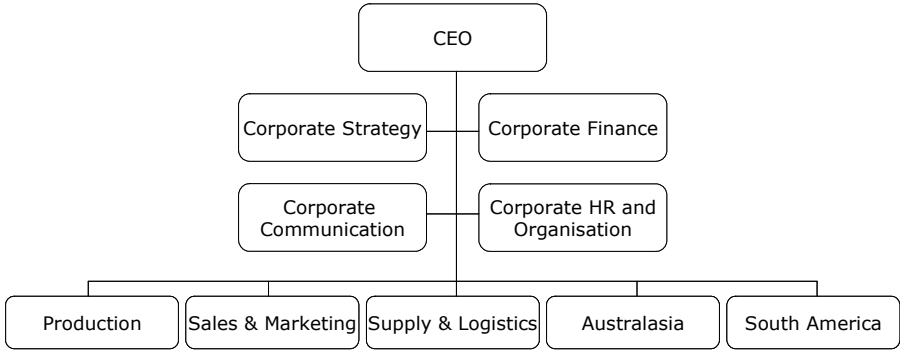 CEO
Corporate Strategy
Corporate Finance
Corporate
Communication
Corporate HR and
Organisation
Production
Sales & Marketing
Supply & Logistics
Australasia
South America